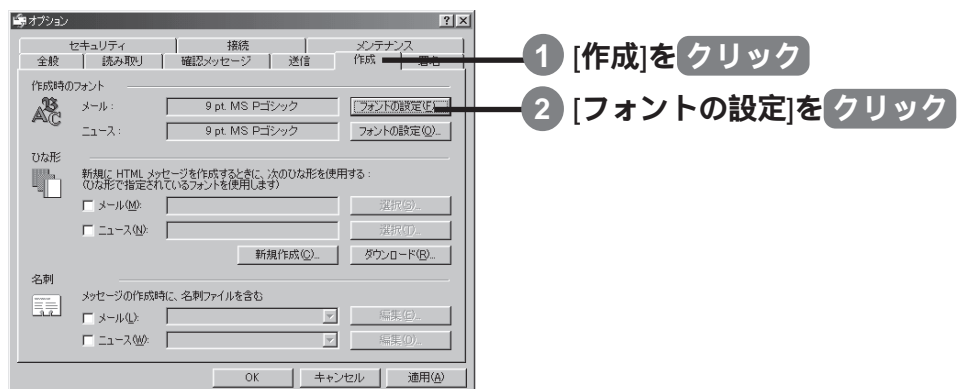 オプション
セキュリティ 接続 メンテナンス
全般 読み取り 確認メッセージ 送信 作成 署名
1 [作成]を クリック
作成時のフォント
メール： 9 pt. MS Pゴシック フォントの設定(F)...
2 [フォントの設定]を クリック
ニュース： 9 pt. MS Pゴシック フォントの設定(O)...
ひな形
新規に HTML メッセージを作成するときに、次のひな形を使用する：
(ひな形で指定されているフォントを使用します)
メール(M): 選択(S)...
ニュース(N): 選択(T)...
新規作成(C)... ダウンロード(R)...
名刺
メッセージの作成時に、名刺ファイルを含む
メール(L): 編集(E)...
ニュース(W): 編集(D)...
OK キャンセル 適用(A)